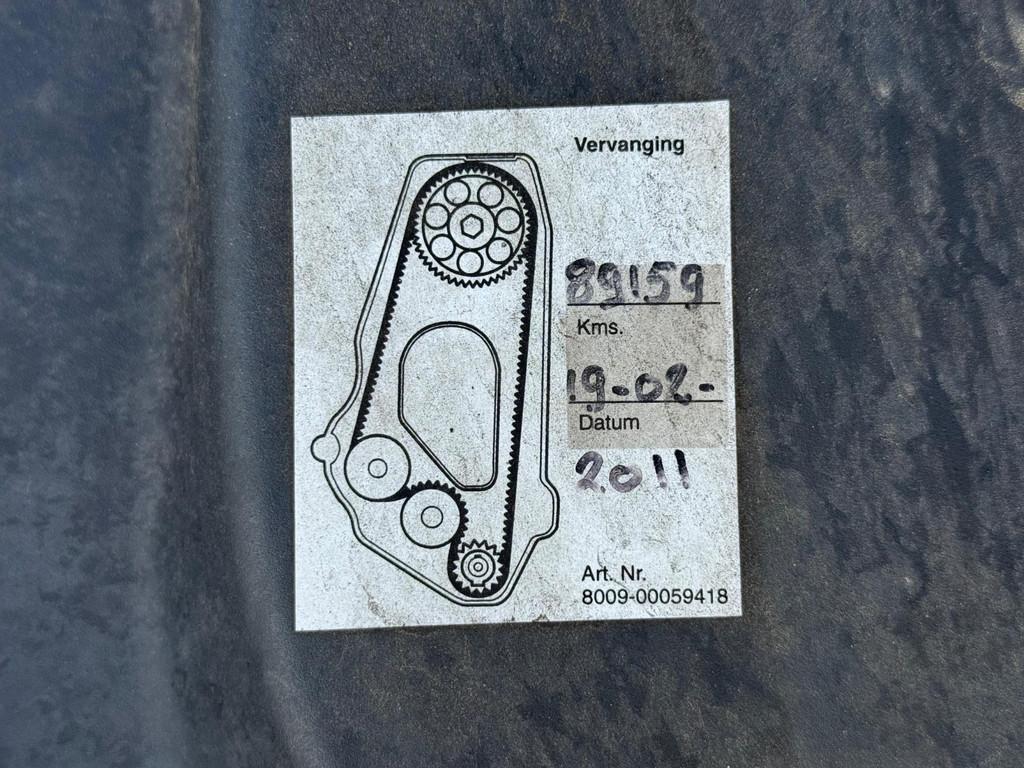 Vervanging
89159
Kms.
19-02-
Datum
2011
Art. Nr.
8009-00059418